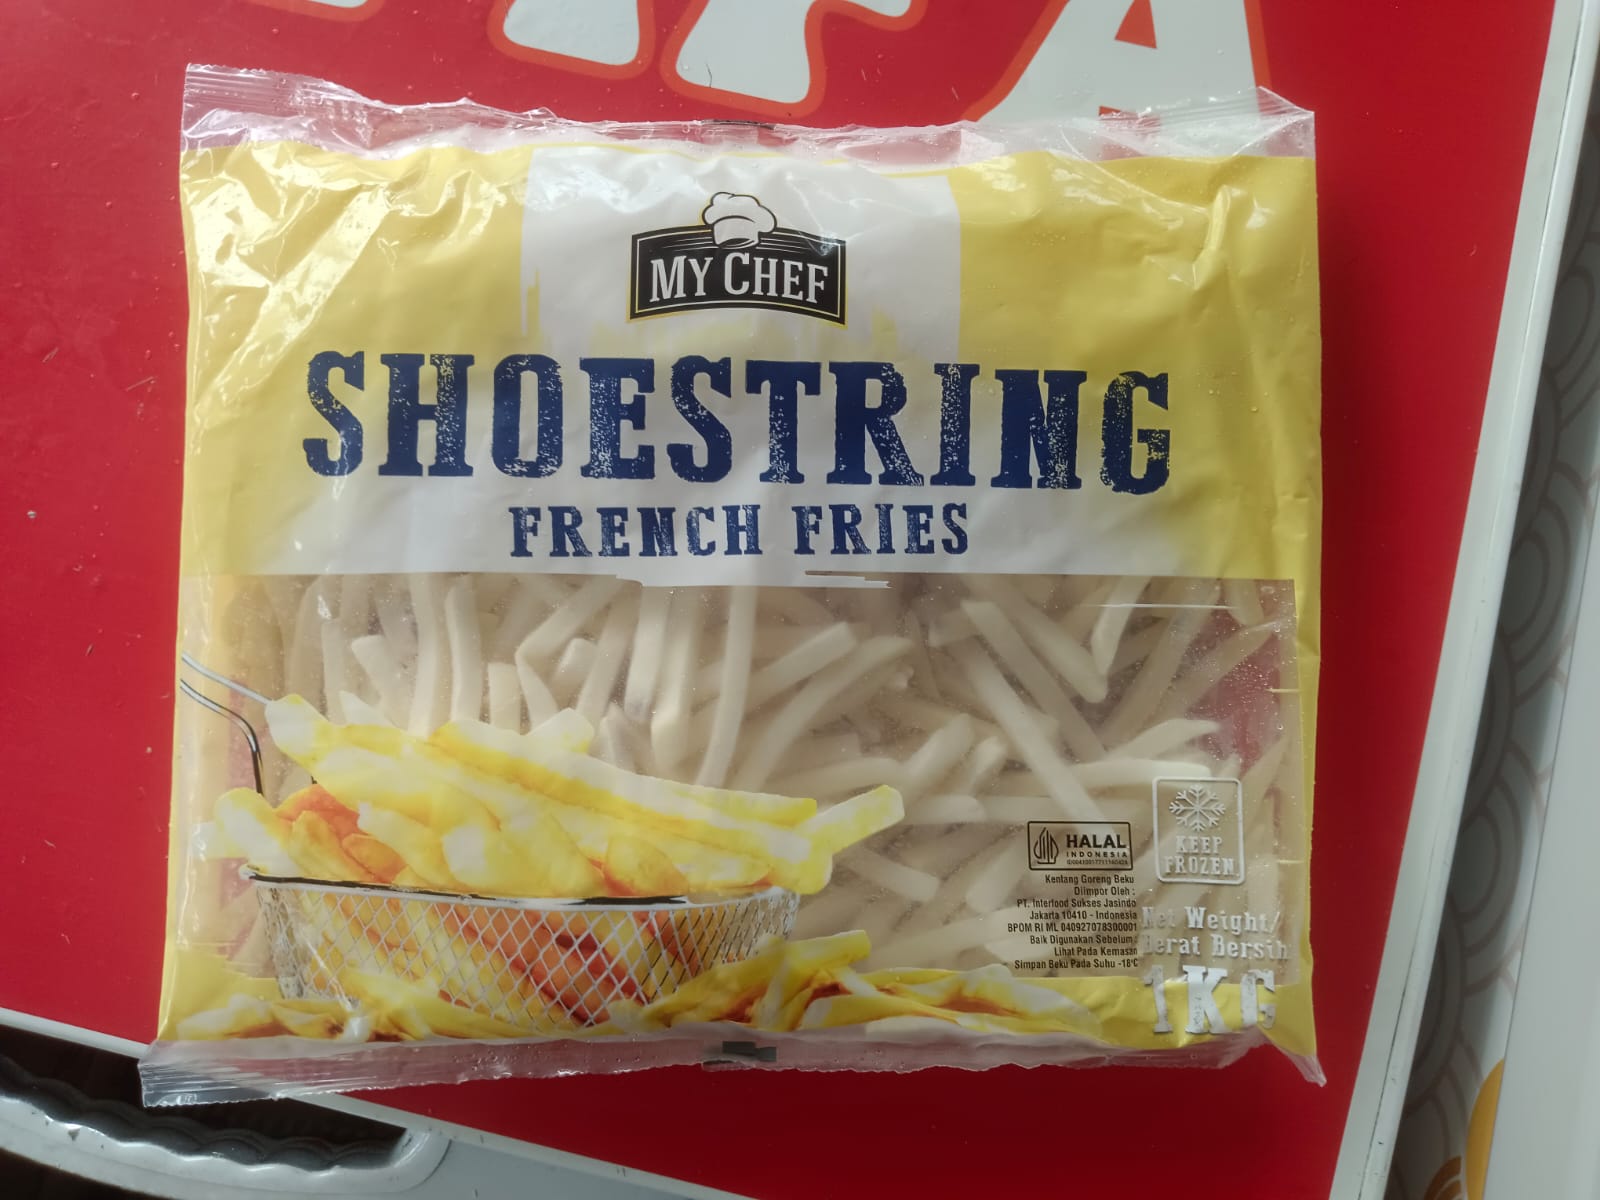 MY CHEF
SHOESTRING
FRENCH FRIES
HALAL
INDONESIA
KEEP
FROZEN
Kentang Goreng Beku
Diimpor Oleh :
PT. Interfood Sukses Jasindo
Jakarta 10410 - Indonesia
BPOM RI ML 040927078300001
Baik Digunakan Sebelum:
Lihat Pada Kemasan
Simpan Beku Pada Suhu -18°C
Net Weight/
Berat Bersih
1KG